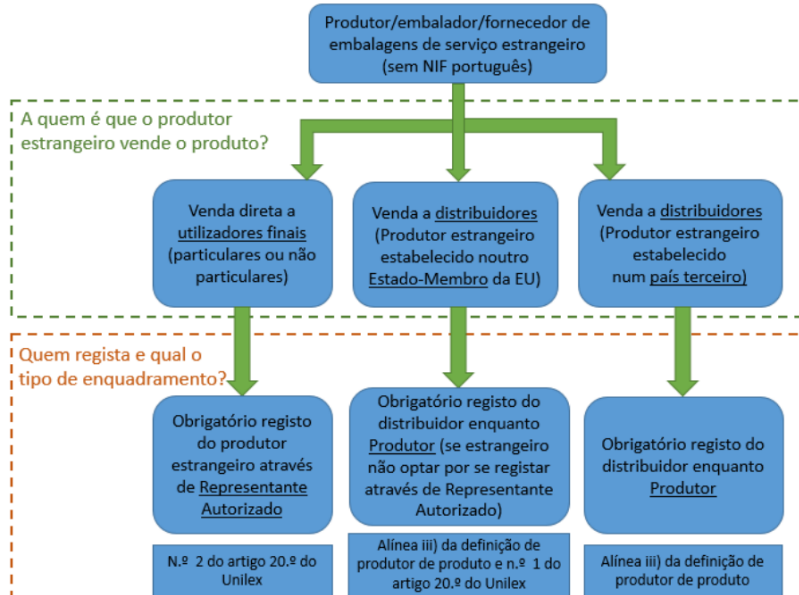 Produtor/embalador/fornecedor de
embalagens de serviço estrangeiro
(sem NIF português)
A quem é que o produtor
estrangeiro vende o produto?
Venda direta a
utilizadores finais
(particulares ou não
particulares)
Venda a distribuidores
(Produtor estrangeiro
estabelecido noutro
Estado-Membro da EU)
Venda a distribuidores
(Produtor estrangeiro
estabelecido
num país terceiro)
Quem regista e qual o
tipo de enquadramento?
Obrigatório registo
do produtor
estrangeiro através
de Representante
Autorizado
Obrigatório registo do
distribuidor enquanto
Produtor (se estrangeiro
não optar por se registar
através de Representante
Autorizado)
Obrigatório registo do
distribuidor enquanto
Produtor
N.º 2 do artigo 20.º do
Unilex
Alínea iii) da definição de
produtor de produto e n.º 1 do
artigo 20.º do Unilex
Alínea iii) da definição de
produtor de produto